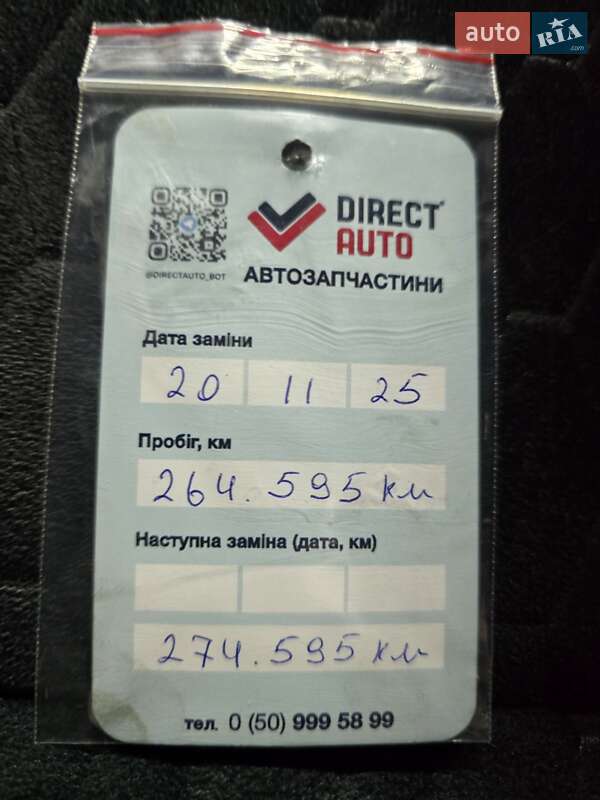 auto RIA.com
DIRECT
AUTO
@DIRECTAUTO_BOT
АВТОЗАПЧАСТИНИ
Дата заміни
20 11 25
Пробіг, км
264.595 км
Наступна заміна (дата, км)
274.595 км
тел. 0 (50) 999 58 99